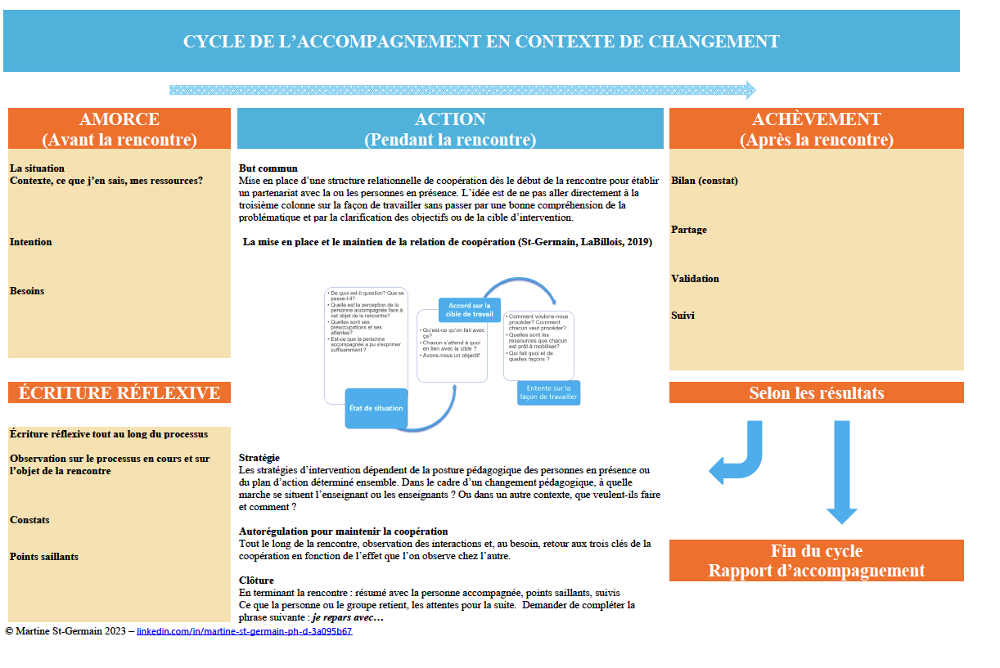 CYCLE DE L’ACCOMPAGNEMENT EN CONTEXTE DE CHANGEMENT
AMORCE
(Avant la rencontre)
La situation
Contexte, ce que j’en sais, mes ressources?
Intention
Besoins
ÉCRITURE RÉFLEXIVE
Écriture réflexive tout au long du processus
Observation sur le processus en cours et sur
l’objet de la rencontre
Constats
Points saillants
ACTION
(Pendant la rencontre)
But commun
Mise en place d’une structure relationnelle de coopération dès le début de la rencontre pour établir
un partenariat avec la ou les personnes en présence. L’idée est de ne pas aller directement à la
troisième colonne sur la façon de travailler sans passer par une bonne compréhension de la
problématique et par la clarification des objectifs ou de la cible d’intervention.
La mise en place et le maintien de la relation de coopération (St-Germain, LaBillois, 2019)
• De quoi est-il question? Que se
passe-t-il?
• Quelle est la perception de la
personne accompagnée face à
cet objet de la rencontre?
• Quelles sont ses
préoccupations et ses
attentes?
• Est-ce que la personne
accompagnée a pu s'exprimer
suffisamment ?
État de situation
Accord sur la
cible de travail
• Qu'est-ce qu'on fait avec
ça?
• Chacun s'attend à quoi
en lien avec la cible ?
• Avons-nous un objectif
• Comment voulons-nous
procéder? Comment
chacun veut procéder?
• Quelles sont les
ressources que chacun
est prêt à mobiliser?
• Qui fait quoi et de
quelles façons ?
Entente sur la
façon de travailler
Stratégie
Les stratégies d’intervention dépendent de la posture pédagogique des personnes en présence ou
du plan d’action déterminé ensemble. Dans le cadre d’un changement pédagogique, à quelle
marche se situent l’enseignant ou les enseignants ? Ou dans un autre contexte, que veulent-ils faire
et comment ?
Autorégulation pour maintenir la coopération
Tout le long de la rencontre, observation des interactions et, au besoin, retour aux trois clés de la
coopération en fonction de l’effet que l’on observe chez l’autre.
Clôture
En terminant la rencontre : résumé avec la personne accompagnée, points saillants, suivis
Ce que la personne ou le groupe retient, les attentes pour la suite. Demander de compléter la
phrase suivante : je repars avec…
ACHÈVEMENT
(Après la rencontre)
Bilan (constat)
Partage
Validation
Suivi
Selon les résultats
Fin du cycle
Rapport d’accompagnement
© Martine St-Germain 2023 – linkedin.com/in/martine-st-germain-ph-d-3a095b67